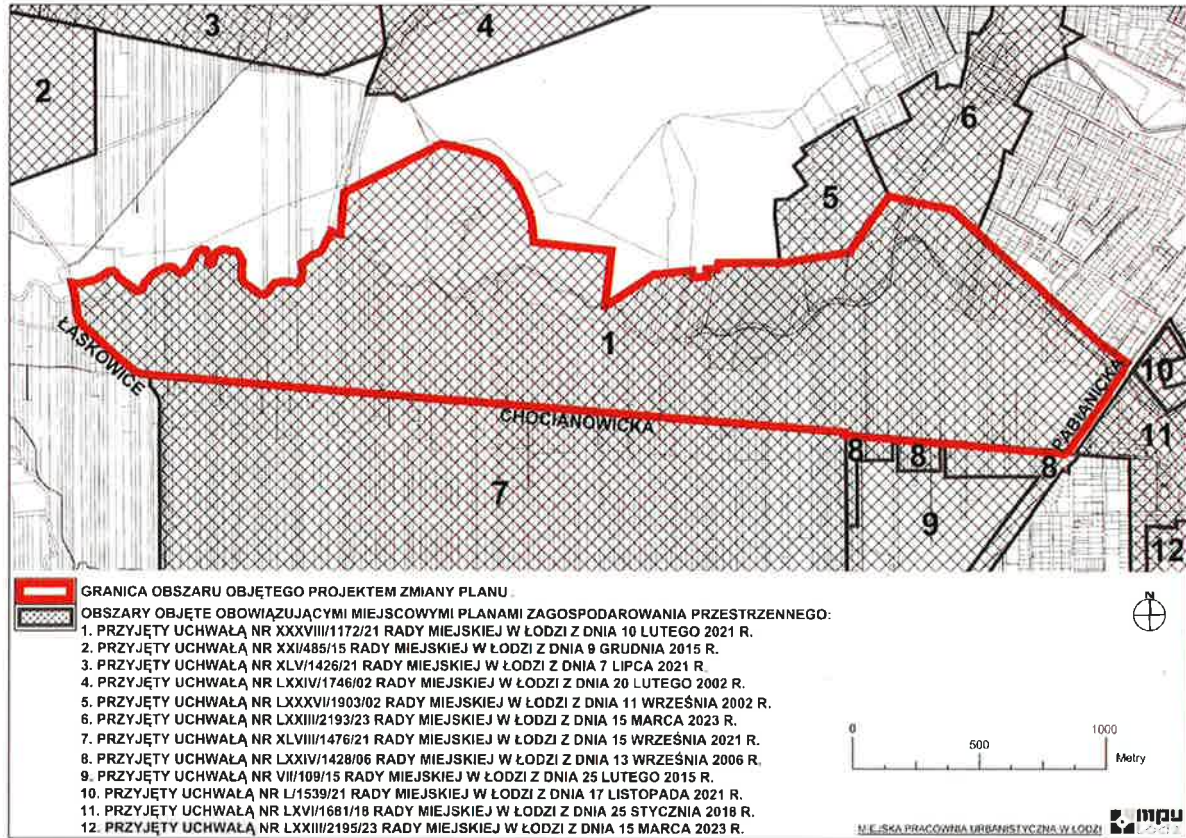 3
4
2
6
5
1
10
ŁASKOWICE
PABIANICKA
CHOCIANOWICKA
11
8
8
8
7
9
12
GRANICA OBSZARU OBJĘTEGO PROJEKTEM ZMIANY PLANU
OBSZARY OBJĘTE OBOWIĄZUJĄCYMI MIEJSCOWYMI PLANAMI ZAGOSPODAROWANIA PRZESTRZENNEGO:
1. PRZYJĘTY UCHWAŁĄ NR XXXVIII/1172/21 RADY MIEJSKIEJ W ŁODZI Z DNIA 10 LUTEGO 2021 R.
2. PRZYJĘTY UCHWAŁĄ NR XXI/485/15 RADY MIEJSKIEJ W ŁODZI Z DNIA 9 GRUDNIA 2015 R.
3. PRZYJĘTY UCHWAŁĄ NR XLV/1426/21 RADY MIEJSKIEJ W ŁODZI Z DNIA 7 LIPCA 2021 R.
4. PRZYJĘTY UCHWAŁĄ NR LXXIV/1746/02 RADY MIEJSKIEJ W ŁODZI Z DNIA 20 LUTEGO 2002 R.
5. PRZYJĘTY UCHWAŁĄ NR LXXXVI/1903/02 RADY MIEJSKIEJ W ŁODZI Z DNIA 11 WRZEŚNIA 2002 R.
6. PRZYJĘTY UCHWAŁĄ NR LXXIII/2193/23 RADY MIEJSKIEJ W ŁODZI Z DNIA 15 MARCA 2023 R.
7. PRZYJĘTY UCHWAŁĄ NR XLVIII/1476/21 RADY MIEJSKIEJ W ŁODZI Z DNIA 15 WRZEŚNIA 2021 R.
8. PRZYJĘTY UCHWAŁĄ NR LXXIV/1428/06 RADY MIEJSKIEJ W ŁODZI Z DNIA 13 WRZEŚNIA 2006 R.
9. PRZYJĘTY UCHWAŁĄ NR VII/109/15 RADY MIEJSKIEJ W ŁODZI Z DNIA 25 LUTEGO 2015 R.
10. PRZYJĘTY UCHWAŁĄ NR L/1539/21 RADY MIEJSKIEJ W ŁODZI Z DNIA 17 LISTOPADA 2021 R.
11. PRZYJĘTY UCHWAŁĄ NR LXVI/1681/18 RADY MIEJSKIEJ W ŁODZI Z DNIA 25 STYCZNIA 2018 R.
12. PRZYJĘTY UCHWAŁĄ NR LXXIII/2195/23 RADY MIEJSKIEJ W ŁODZI Z DNIA 15 MARCA 2023 R.
N
0 500 1000
Metry
MIEJSKA PRACOWNIA URBANISTYCZNA W ŁODZI
mpu
Łódź